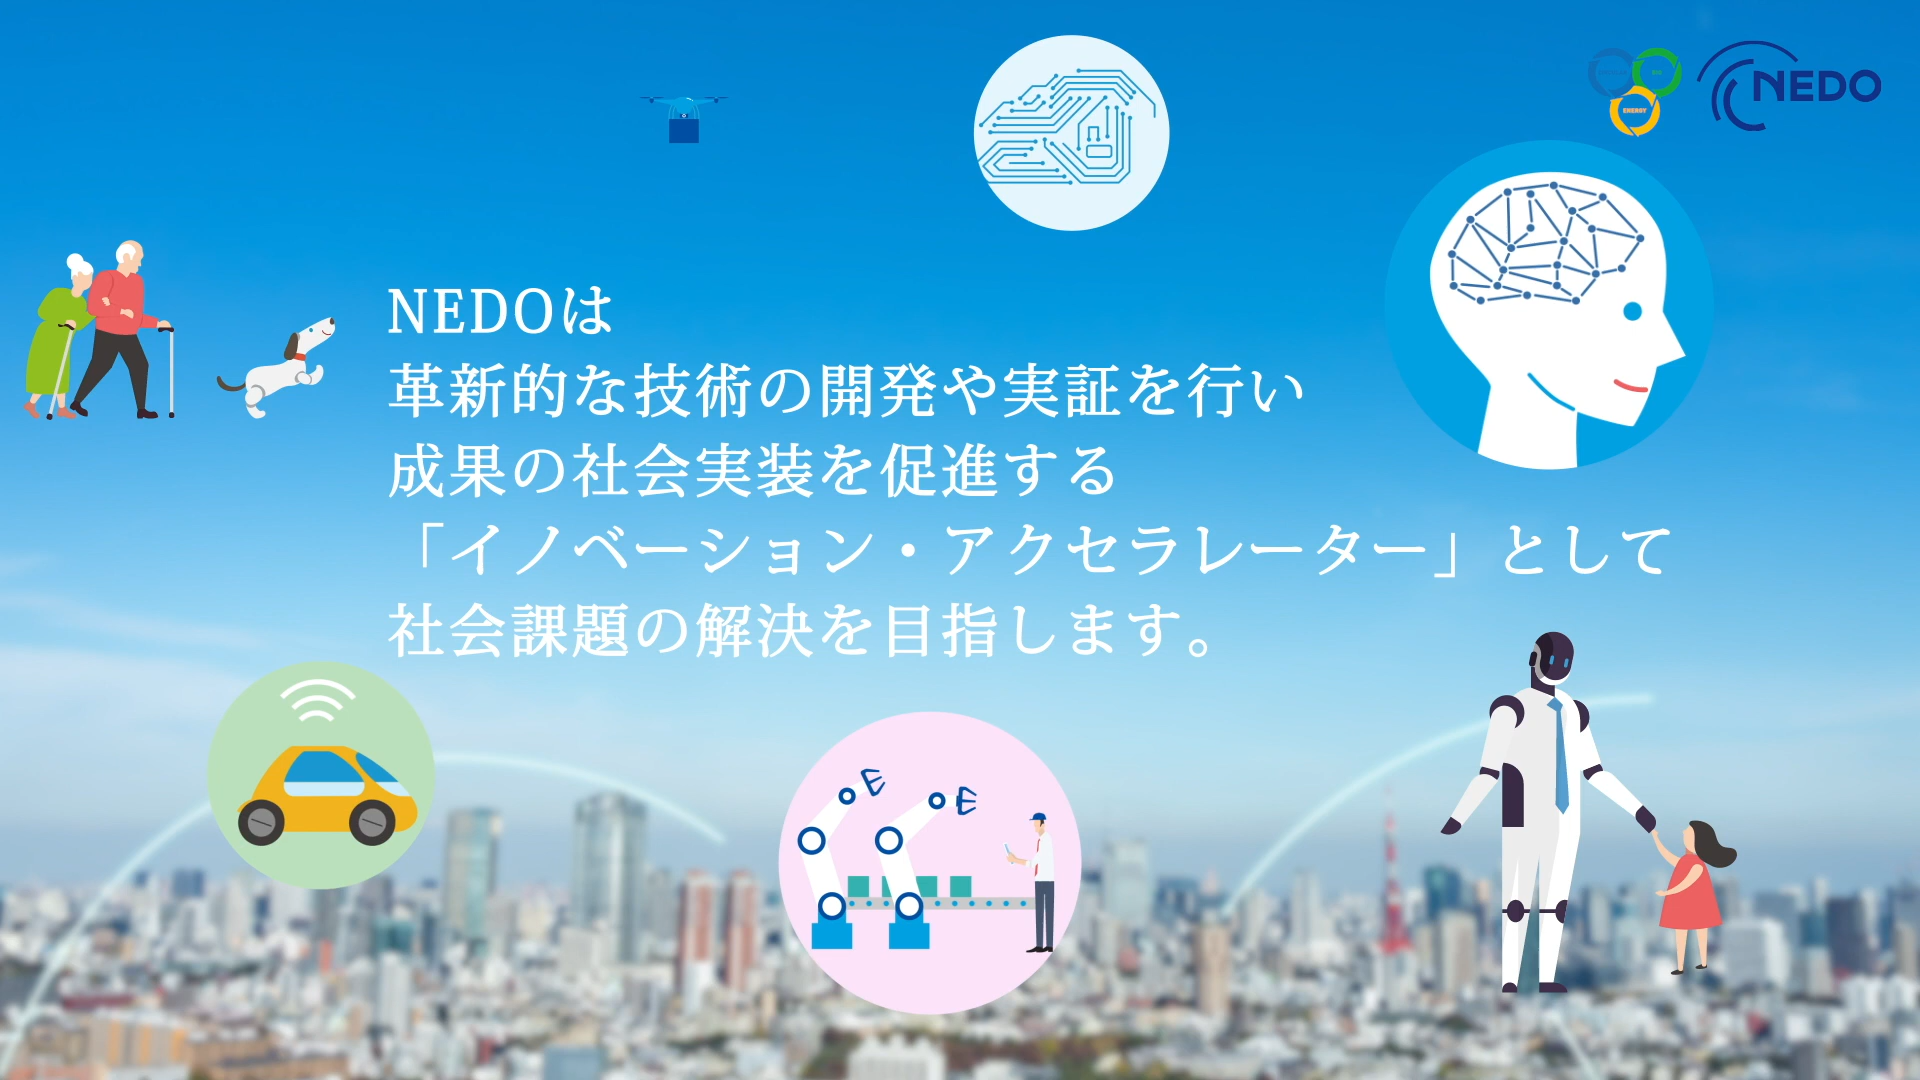 ENERGY
NEDO
NEDOは
革新的な技術の開発や実証を行い
成果の社会実装を促進する
「イノベーション・アクセラレーター」として
社会課題の解決を目指します。